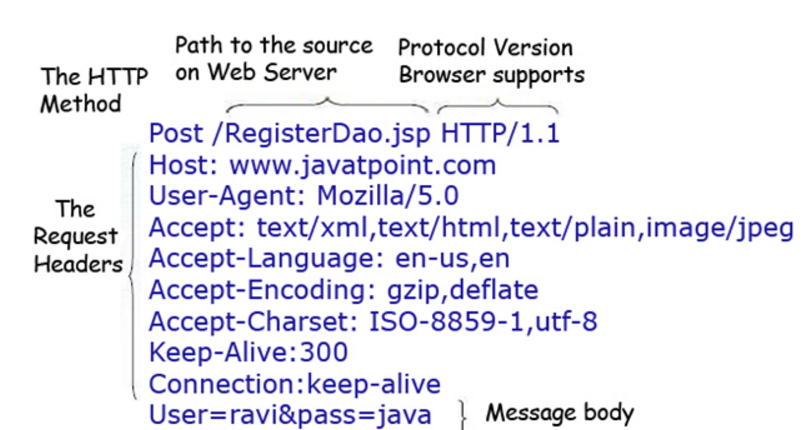 Path to the source
on Web Server
Protocol Version
Browser supports
The HTTP
Method
Post /RegisterDao.jsp HTTP/1.1
The
Request
Headers
Host: www.javatpoint.com
User-Agent: Mozilla/5.0
Accept: text/xml,text/html,text/plain,image/jpeg
Accept-Language: en-us,en
Accept-Encoding: gzip,deflate
Accept-Charset: ISO-8859-1,utf-8
Keep-Alive:300
Connection:keep-alive
User=ravi&pass=java } Message body